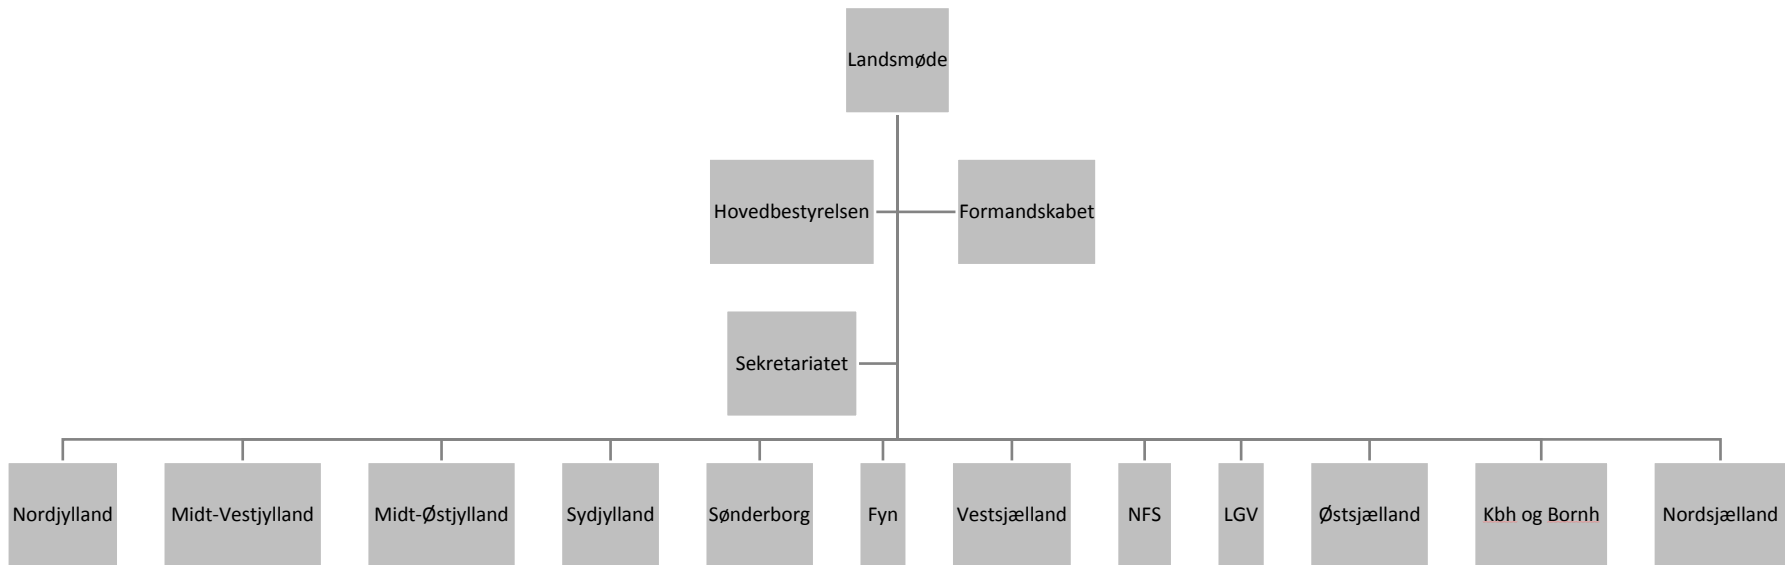 Landsmøde
Hovedbestyrelsen
Formandskabet
Sekretariatet
Nordjylland
Midt-Vestjylland
Midt-Østjylland
Sydjylland
Sønderborg
Fyn
Vestsjælland
NFS
LGV
Østsjælland
Kbh og Bornh
Nordsjælland